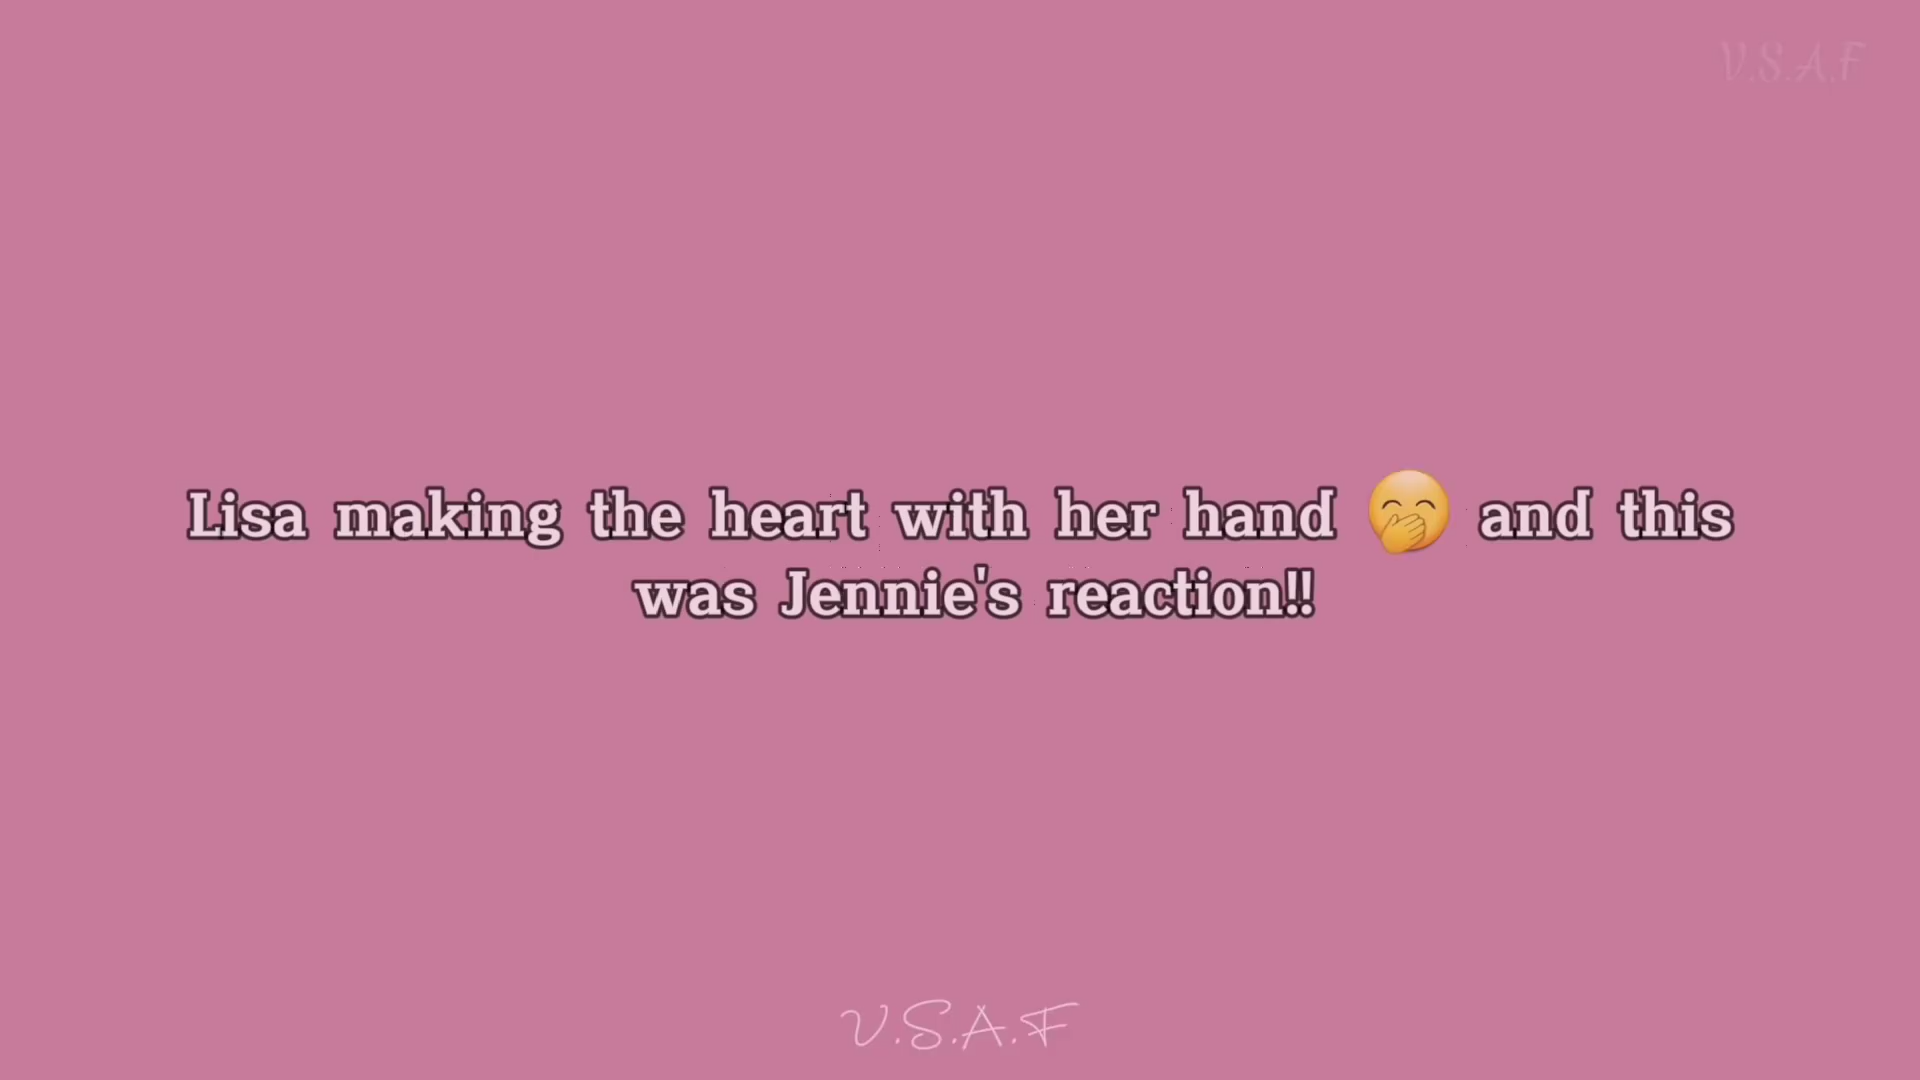 V.S.A.F
Lisa making the heart with her hand 🤭 and this
was Jennie's reaction!!
V.S.A.F